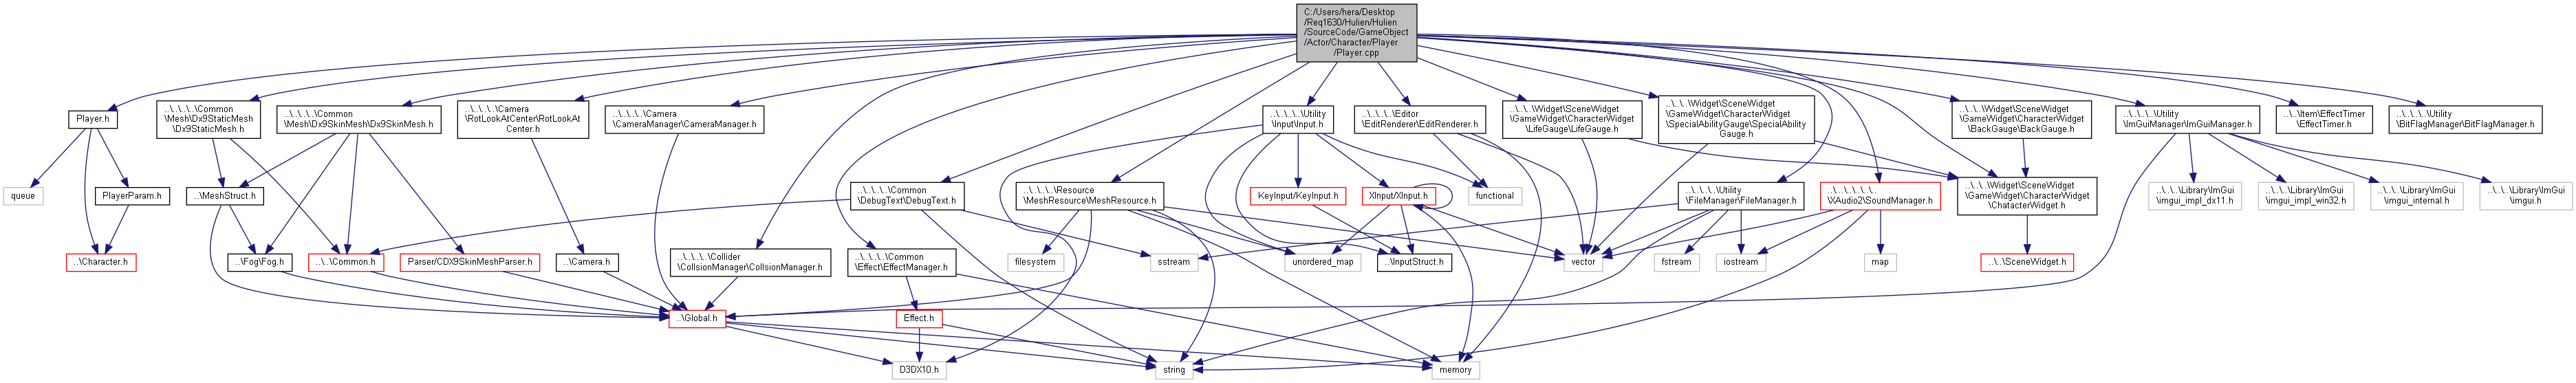 C:/Users/hera/Desktop
/Req1630/Hulien/Hulien
/SourceCode/GameObject
/Actor/Character/Player
/Player.cpp
Player.h
..\..\..\..\Common
\Mesh\Dx9StaticMesh
\Dx9StaticMesh.h
..\..\..\..\Common
\Mesh\Dx9SkinMesh\Dx9SkinMesh.h
..\..\..\..\Camera
\RotLookAtCenter\RotLookAt
Center.h
..\..\..\..\Camera
\CameraManager\CameraManager.h
..\..\..\..\Utility
\Input\Input.h
..\..\..\..\Editor
\EditRenderer\EditRenderer.h
..\..\..\Widget\SceneWidget
\GameWidget\CharacterWidget
\LifeGauge\LifeGauge.h
..\..\..\Widget\SceneWidget
\GameWidget\CharacterWidget
\SpecialAbilityGauge\SpecialAbility
Gauge.h
..\..\..\Widget\SceneWidget
\GameWidget\CharacterWidget
\BackGauge\BackGauge.h
..\..\..\..\Utility
\ImGuiManager\ImGuiManager.h
..\..\Item\EffectTimer
\EffectTimer.h
..\..\..\..\Utility
\BitFlagManager\BitFlagManager.h
queue
PlayerParam.h
..\MeshStruct.h
..\..\..\..\Common
\DebugText\DebugText.h
..\..\..\..\Resource
\MeshResource\MeshResource.h
KeyInput/KeyInput.h
XInput/XInput.h
functional
..\..\..\..\Utility
\FileManager\FileManager.h
..\..\..\..\..\..
\XAudio2\SoundManager.h
..\..\..\Widget\SceneWidget
\GameWidget\CharacterWidget
\ChatacterWidget.h
..\..\..\..\Library\ImGui
\imgui_impl_dx11.h
..\..\..\..\Library\ImGui
\imgui_impl_win32.h
..\..\..\..\Library\ImGui
\imgui_internal.h
..\..\..\..\Library\ImGui
\imgui.h
..\Character.h
..\Fog\Fog.h
..\..\Common.h
Parser/CDX9SkinMeshParser.h
..\Camera.h
..\..\..\..\Collider
\CollsionManager\CollsionManager.h
..\..\..\..\Common
\Effect\EffectManager.h
filesystem
sstream
unordered_map
..\InputStruct.h
vector
fstream
iostream
map
..\..\SceneWidget.h
..\Global.h
Effect.h
D3DX10.h
string
memory